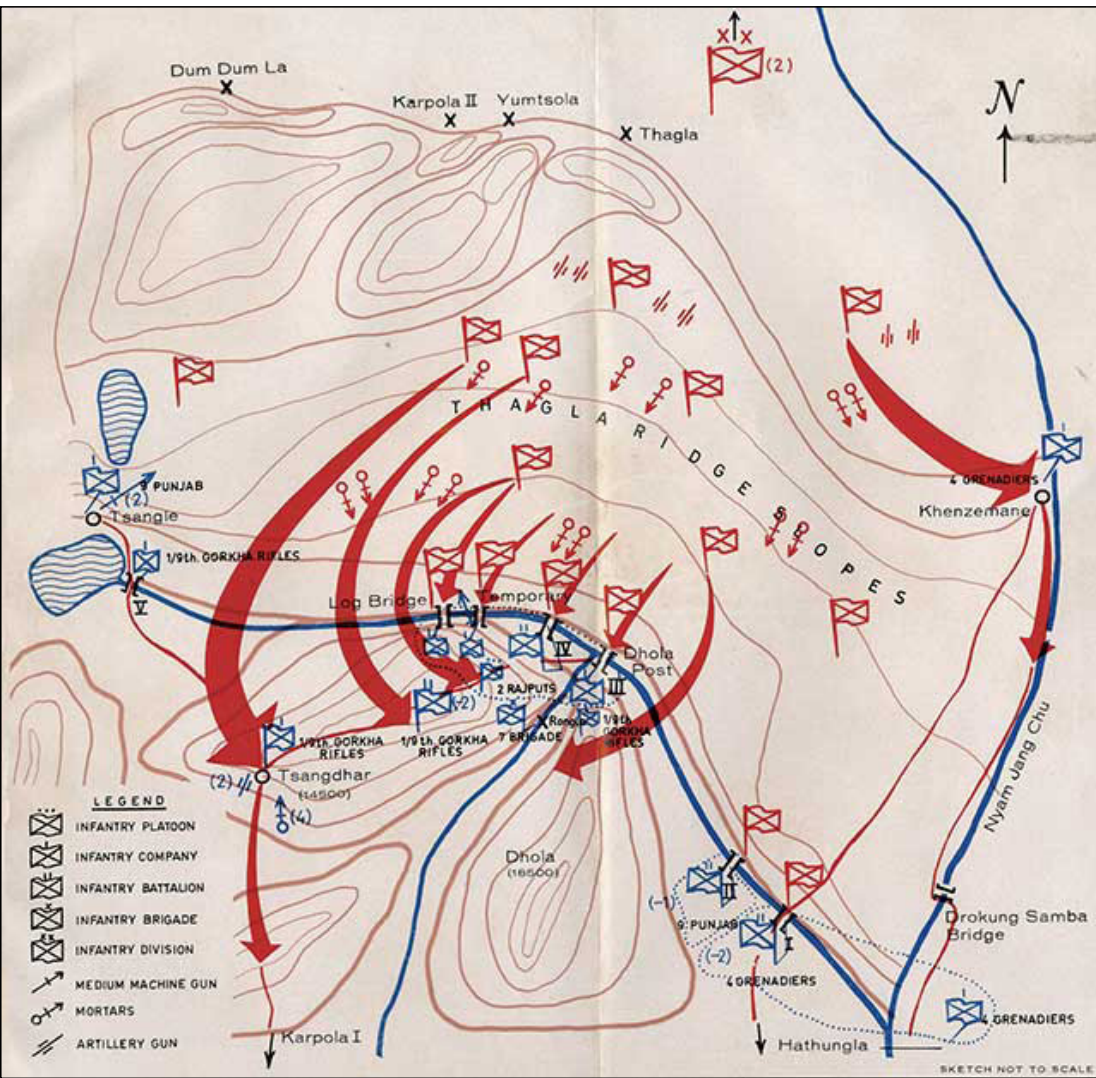 X X
(2)
Dum Dum La
X
Karpola II
X
Yumtsola
X
X Thagla
N
THAGLA RIDGE SLOPES
9 PUNJAB
(-2)
Tsangle
1/9th. GORKHA RIFLES
V
4 GRENADIERS
Khenzemane
Log Bridge
Temporary
IV
Dhola
Post
III
2 RAJPUTS
(-2)
7 BRIGADE
X
1/9th
GORKHA
RIFLES
1/9th. GORKHA
RIFLES
1/9th. GORKHA
RIFLES
(2)
Tsangdhar
(14500)
(4)
Nyam Jang Chu
Dhola
(16500)
LEGEND
INFANTRY PLATOON
INFANTRY COMPANY
INFANTRY BATTALION
INFANTRY BRIGADE
INFANTRY DIVISION
MEDIUM MACHINE GUN
MORTARS
ARTILLERY GUN
(-1)
II
9 PUNJAB
I
(-2)
4 GRENADIERS
Drokung Samba
Bridge
4 GRENADIERS
Karpola I
Hathungla
SKETCH NOT TO SCALE